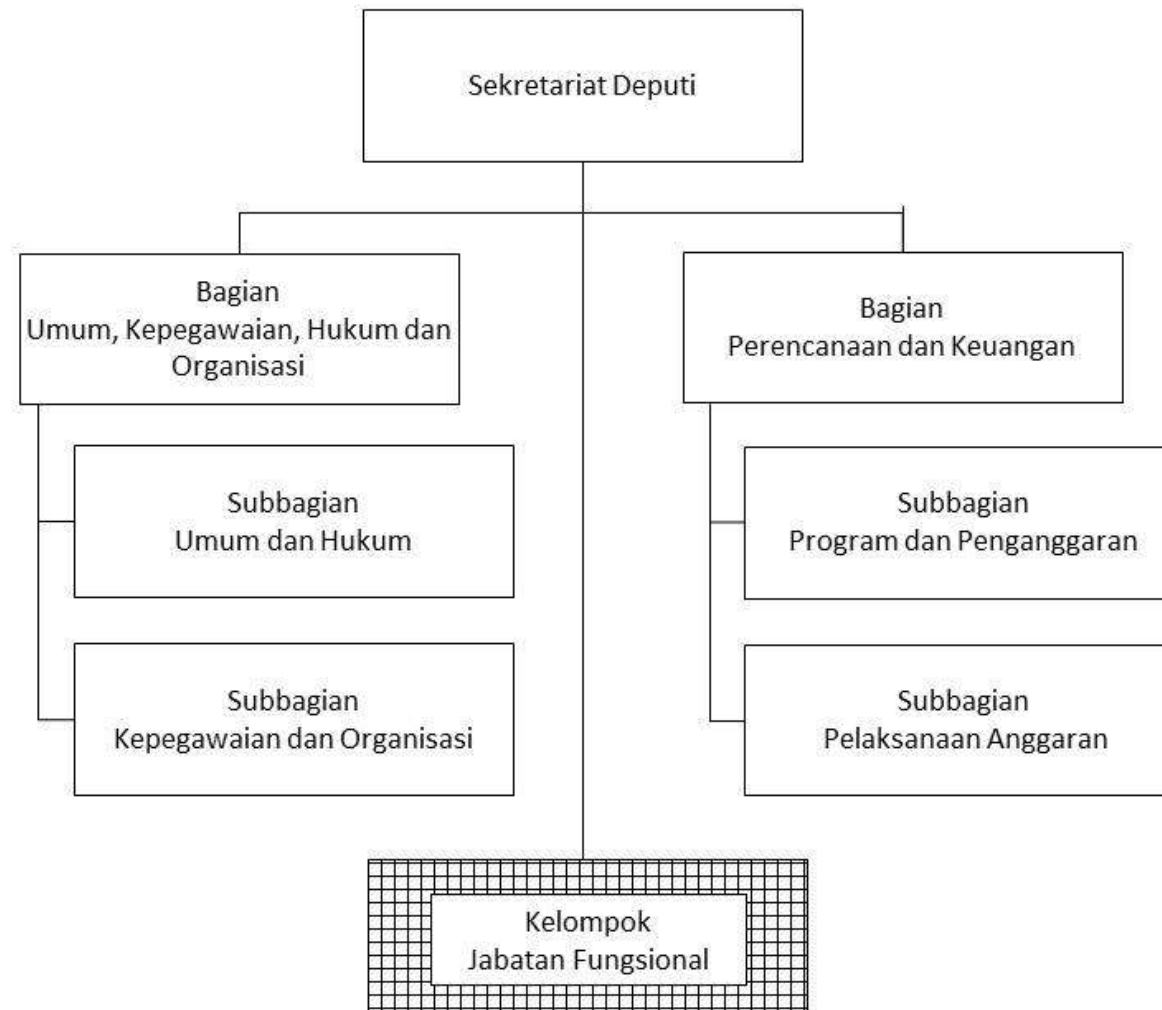 Sekretariat Deputi
Bagian
Umum, Kepegawaian, Hukum dan
Organisasi
Bagian
Perencanaan dan Keuangan
Subbagian
Umum dan Hukum
Subbagian
Program dan Penganggaran
Subbagian
Kepegawaian dan Organisasi
Subbagian
Pelaksanaan Anggaran
Kelompok
Jabatan Fungsional